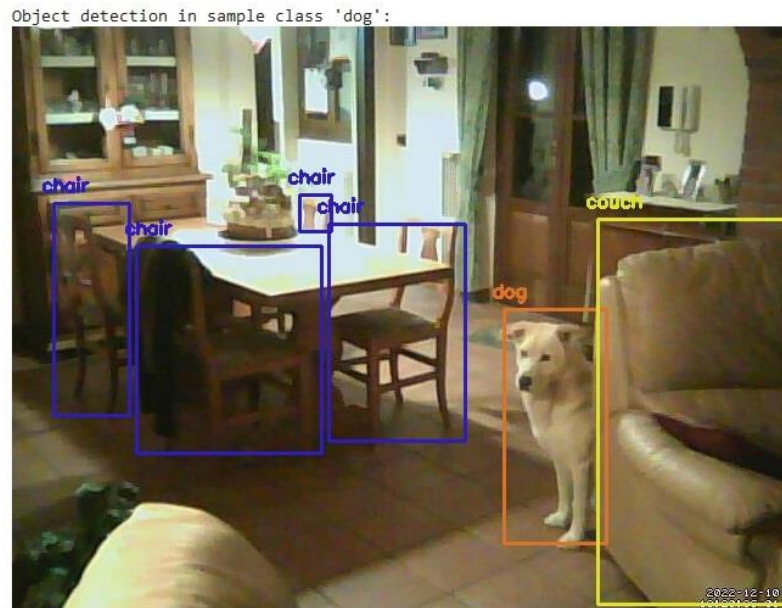 Object detection in sample class 'dog':
chair
chair
chair
chair
couch
dog
2022-12-10